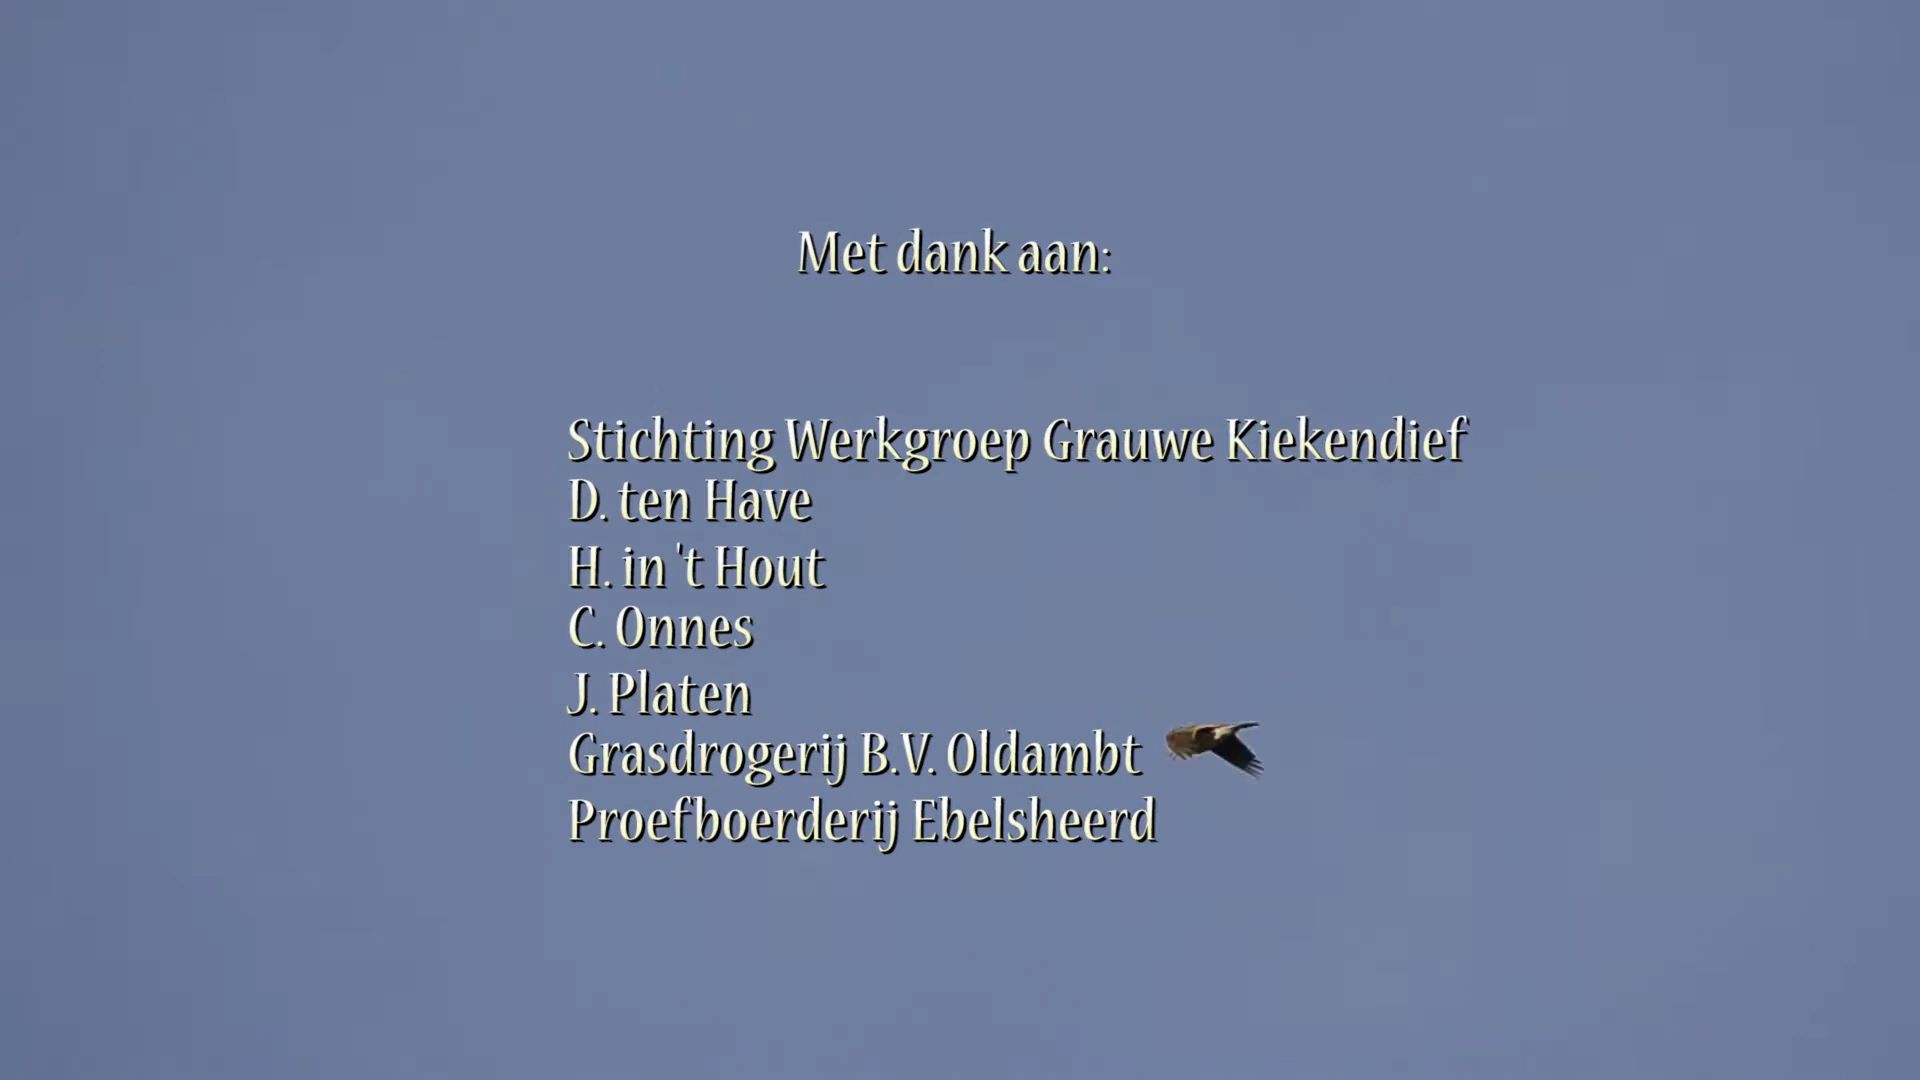 Met dank aan:
Stichting Werkgroep Grauwe Kiekendief
D. ten Have
H. in 't Hout
C. Onnes
J. Platen
Grasdrogerij B.V. Oldambt
Proefboerderij Ebelsheerd